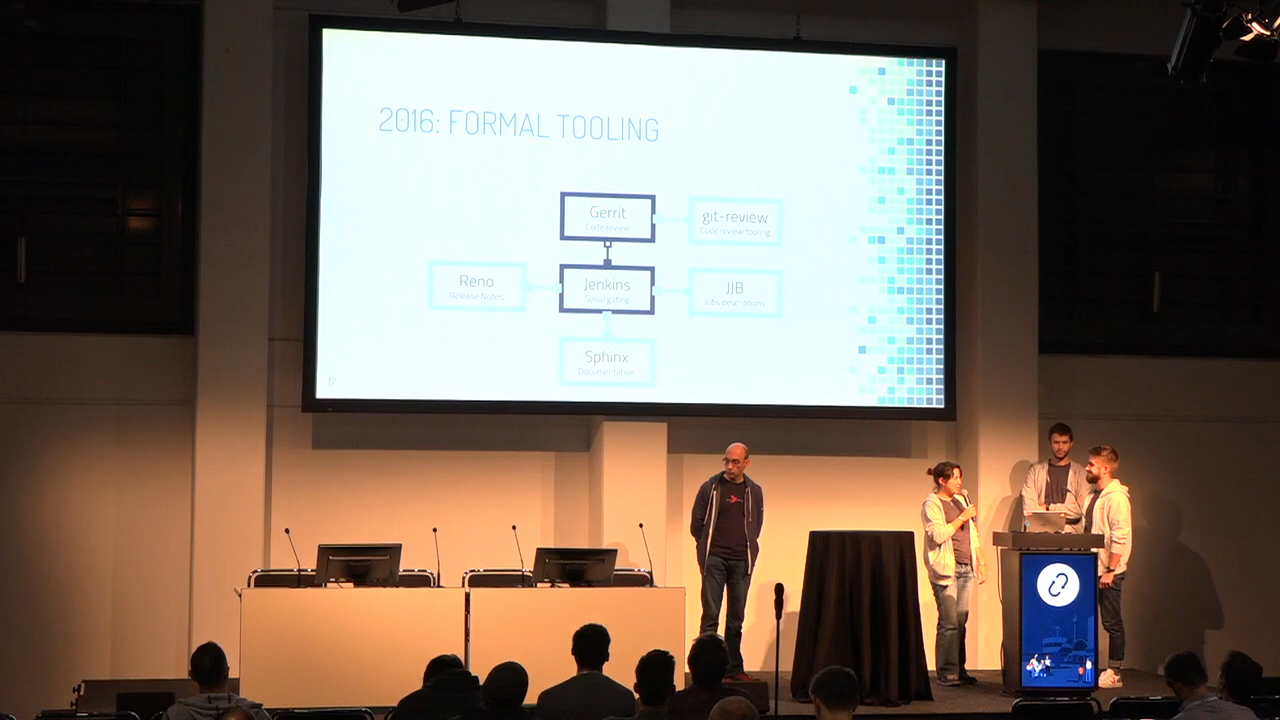 2016: FORMAL TOOLING
Gerrit
Code review
git-review
Code review tooling
Reno
Release Notes
Jenkins
Serial gating
JJB
Jobs descriptions
Sphinx
Documentation
17